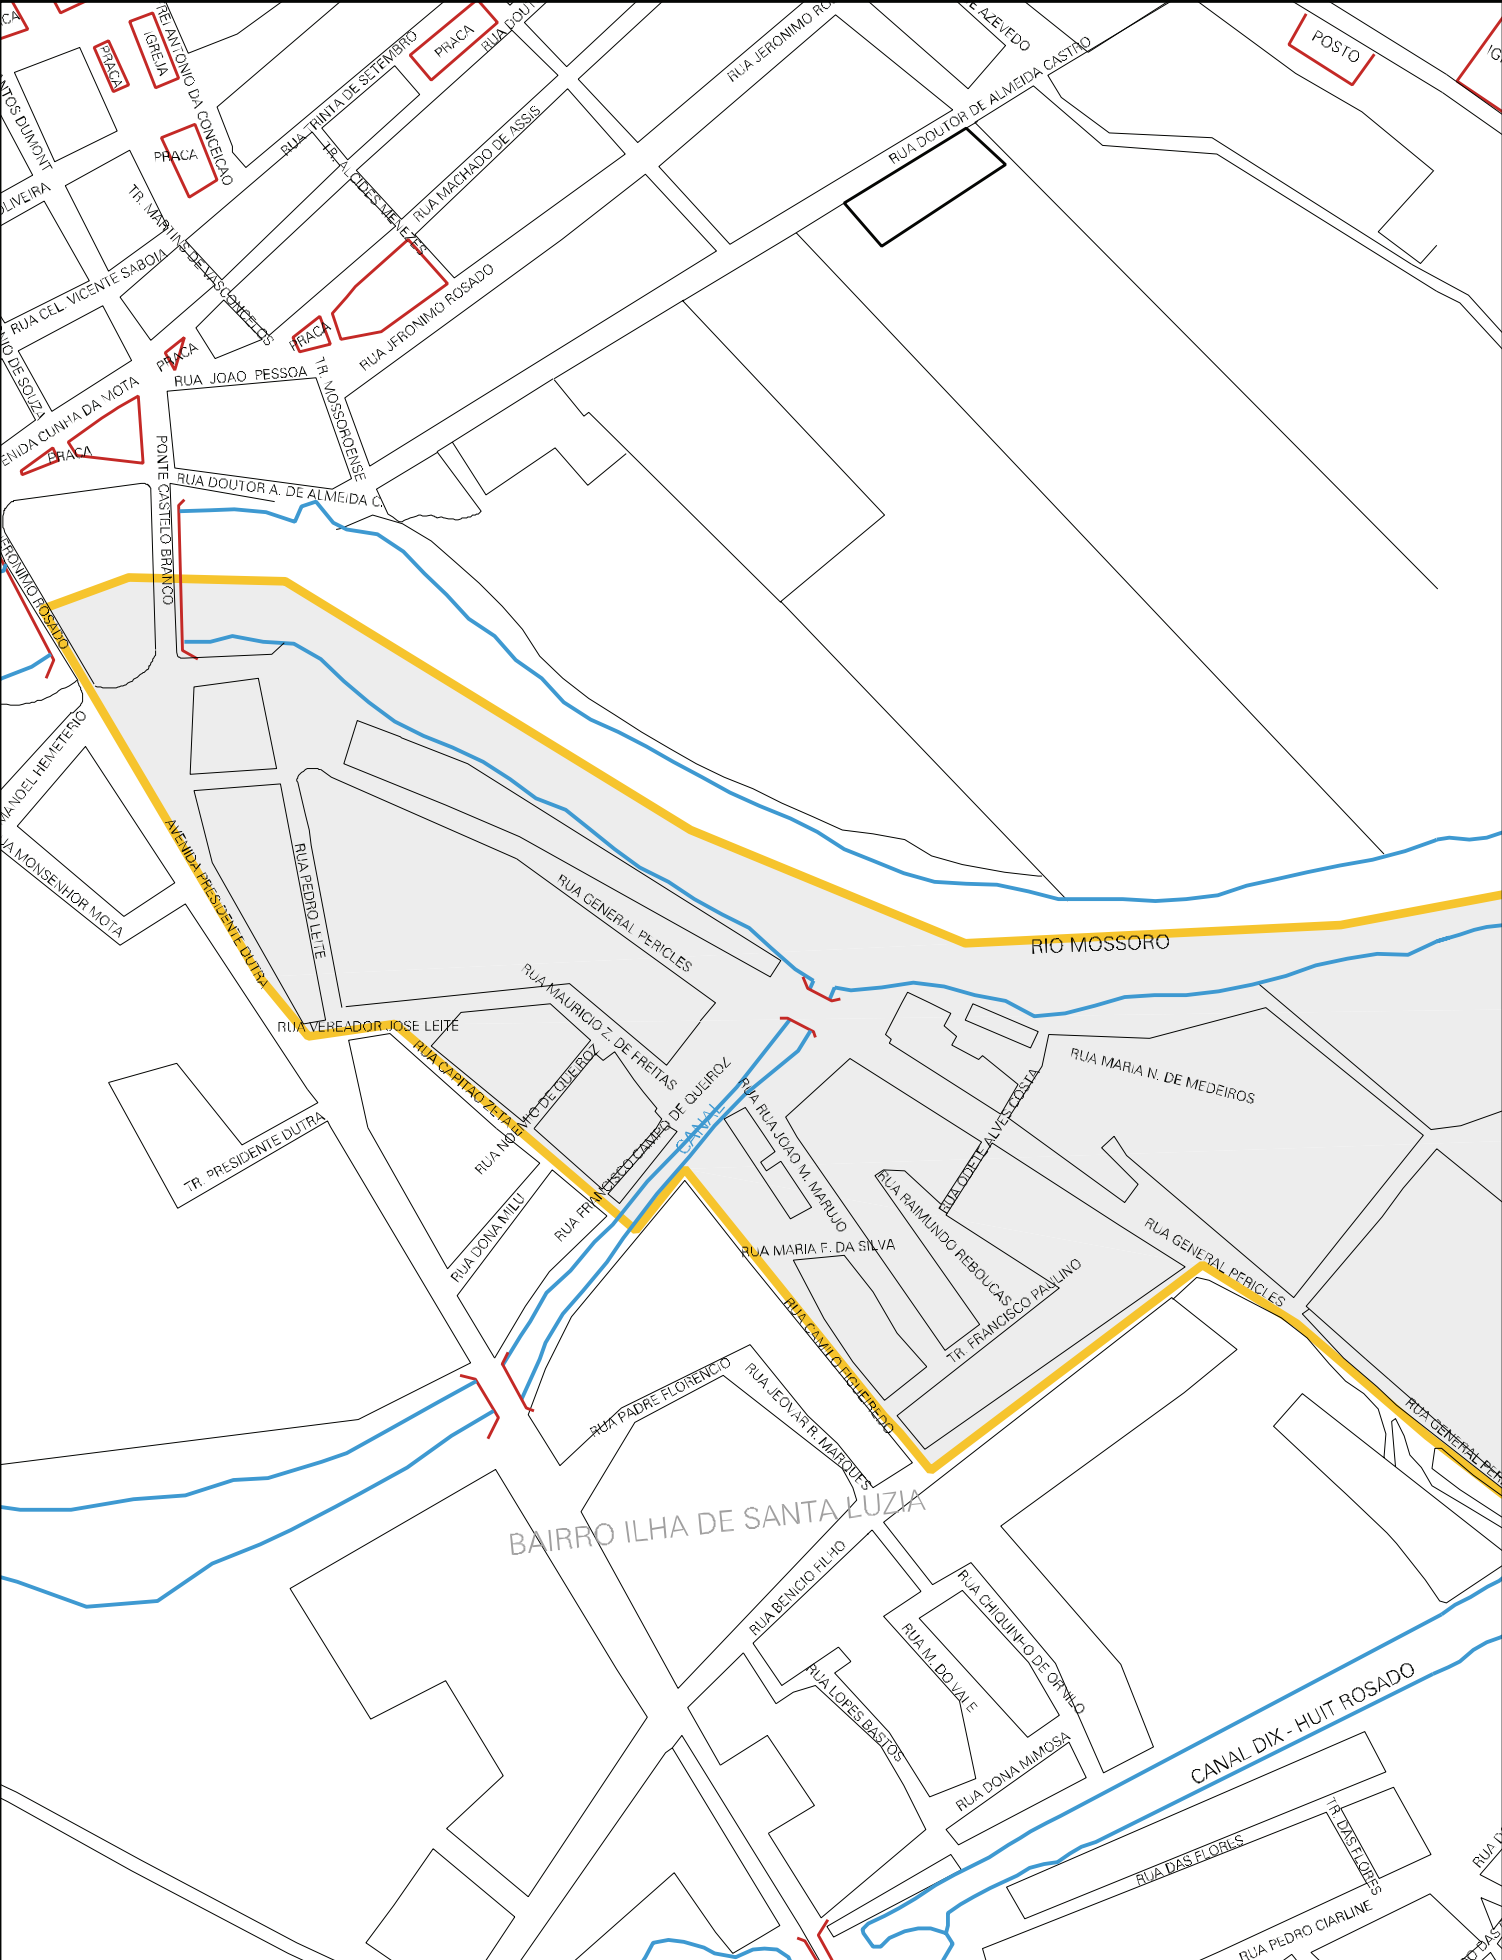 PRACA
IGREJA
PRACA
RUA TRINTA DE SETEMBRO
RUA JERONIMO
AZEVEDO
POSTO
RUA DOUTOR DE ALMEIDA CASTRO
PRACA
DA CONCEICAO
TR. ALCIDES MENEZES
RUA MACHADO DE ASSIS
TR. MARTINS DE VASCONCELOS
RUA CEL. VICENTE SABOIA
RUA JERONIMO ROSADO
PRACA
PRACA
RUA JOAO PESSOA
TR. MOSSOROENSE
CUNHA DA MOTA
PRACA
PONTE CASTELO BRANCO
RUA DOUTOR A. DE ALMEIDA C.
ROSADO
HEMETERIO
MONSENHOR MOTA
AVENIDA PRESIDENTE DUTRA
RUA PEDRO LEITE
RUA GENERAL PERICLES
RIO MOSSORO
RUA MAURICIO Z. DE FREITAS
RUA VEREADOR JOSE LEITE
RUA CAPITAO ZETA E
DE QUEIROZ
RUA FRANCISCO CAMPO DE QUEIROZ
CANAL
RUA RUA JOAO M. MARUJO
RUA MARIA N. DE MEDEIROS
RUA ODETE ALVES COSTA
TR. PRESIDENTE DUTRA
RUA DONA MILU
RUA RAIMUNDO REBOUCAS
RUA MARIA F. DA SILVA
RUA GENERAL PERICLES
TR. FRANCISCO PAULINO
RUA CAMILO FIGUEIREDO
RUA PADRE FLORENCIO
RUA JEOVAR R. MARQUES
RUA GENERAL
BAIRRO ILHA DE SANTA LUZIA
RUA BENICIO FILHO
RUA CHIQUINHO DE ORVILO
RUA M. DO VALE
RUA LOPES BASTOS
RUA DONA MIMOSA
CANAL DIX - HUIT ROSADO
RUA DAS FLORES
TR. DAS FLORES
RUA PEDRO CIARLINE